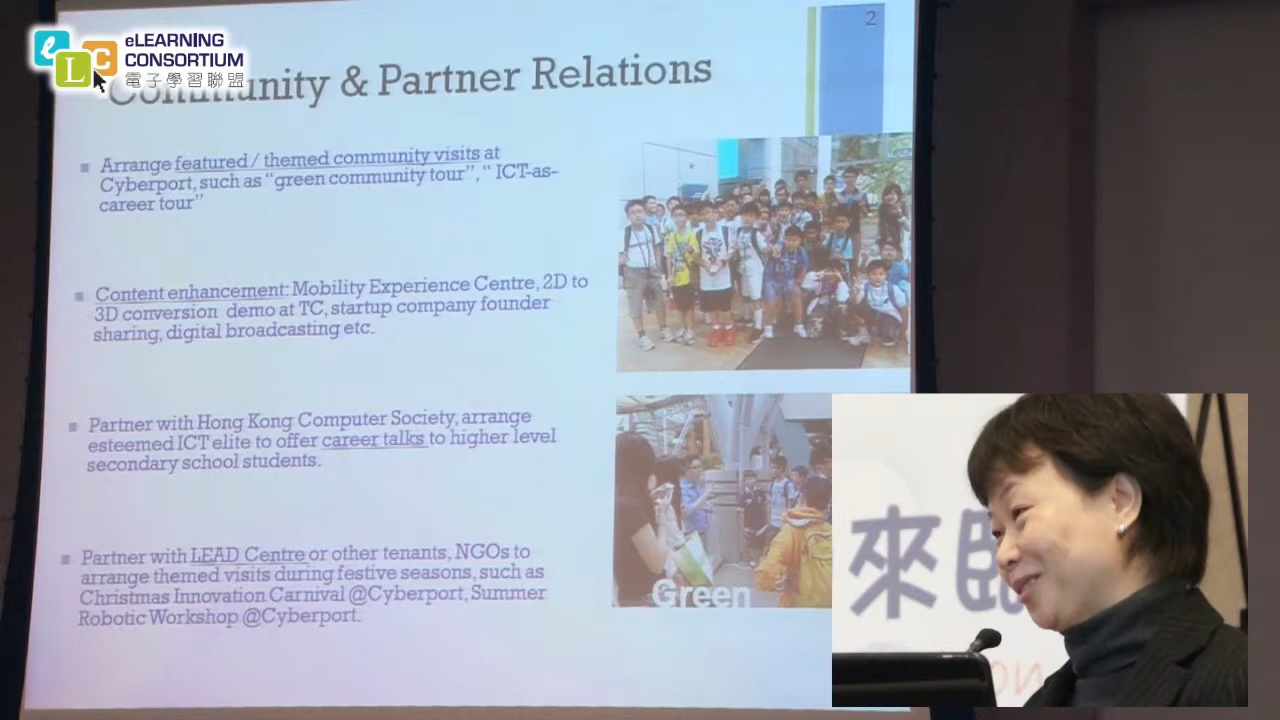 eLEARNING
CONSORTIUM
電子學習聯盟
e
L
C
2
Community & Partner Relations
Arrange featured / themed community visits at
Cyberport, such as “green community tour”, “ ICT-as-
career tour”
Content enhancement: Mobility Experience Centre, 2D to
3D conversion demo at TC, startup company founder
sharing, digital broadcasting etc.
Partner with Hong Kong Computer Society, arrange
esteemed ICT elite to offer career talks to higher level
secondary school students.
Partner with LEAD Centre or other tenants, NGOs to
arrange themed visits during festive seasons, such as
Christmas Innovation Carnival @Cyberport, Summer
Robotic Workshop @Cyberport.
Green
來臨
on